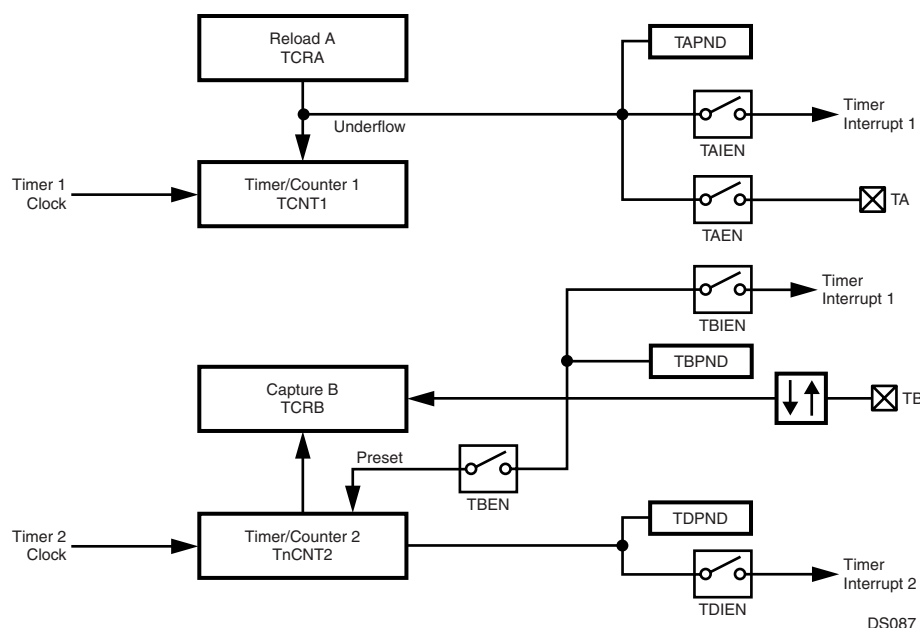 Reload A
TCRA
TAPND
Underflow
Timer
Interrupt 1
TAIEN
Timer 1
Clock
Timer/Counter 1
TCNT1
TA
TAEN
Timer
Interrupt 1
TBIEN
TBPND
Capture B
TCRB
TB
Preset
TBEN
TDPND
Timer 2
Clock
Timer/Counter 2
TnCNT2
Timer
Interrupt 2
TDIEN
DS087